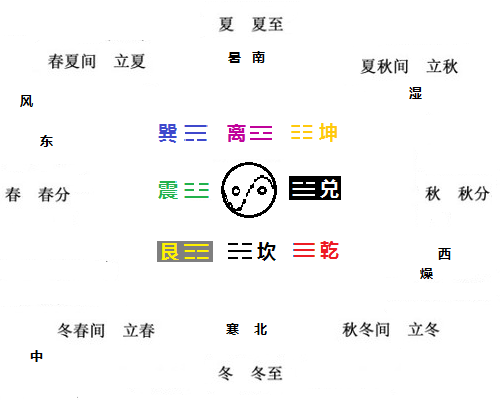 夏 夏至
暑 南
春夏间 立夏
夏秋间 立秋
湿
风
东
巽 ☴ 离 ☲ ☷ 坤
春 春分
震 ☳ ☱ 兑
秋 秋分
艮 ☶ ☵ 坎 ☰ 乾
西
燥
冬春间 立春
寒 北
秋冬间 立冬
中
冬 冬至